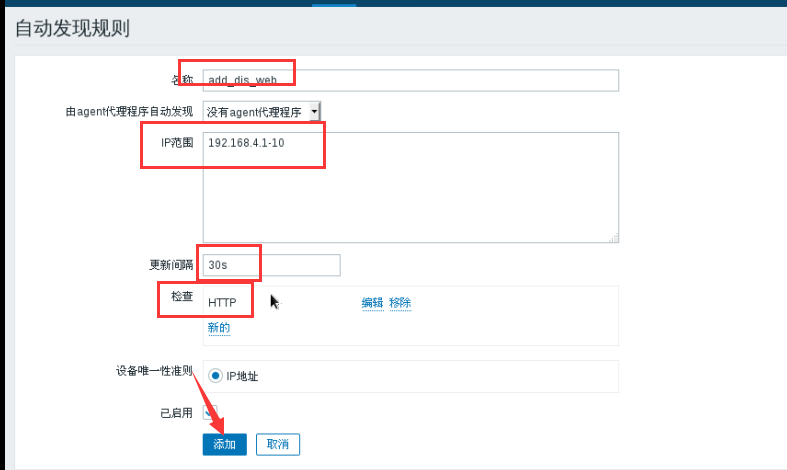 自动发现规则
名称 add_dis_web
由agent代理程序自动发现 没有agent代理程序
IP范围 192.168.4.1-10
更新间隔 30s
检查 HTTP 编辑 移除
新的
设备唯一性准则 IP地址
已启用
添加 取消